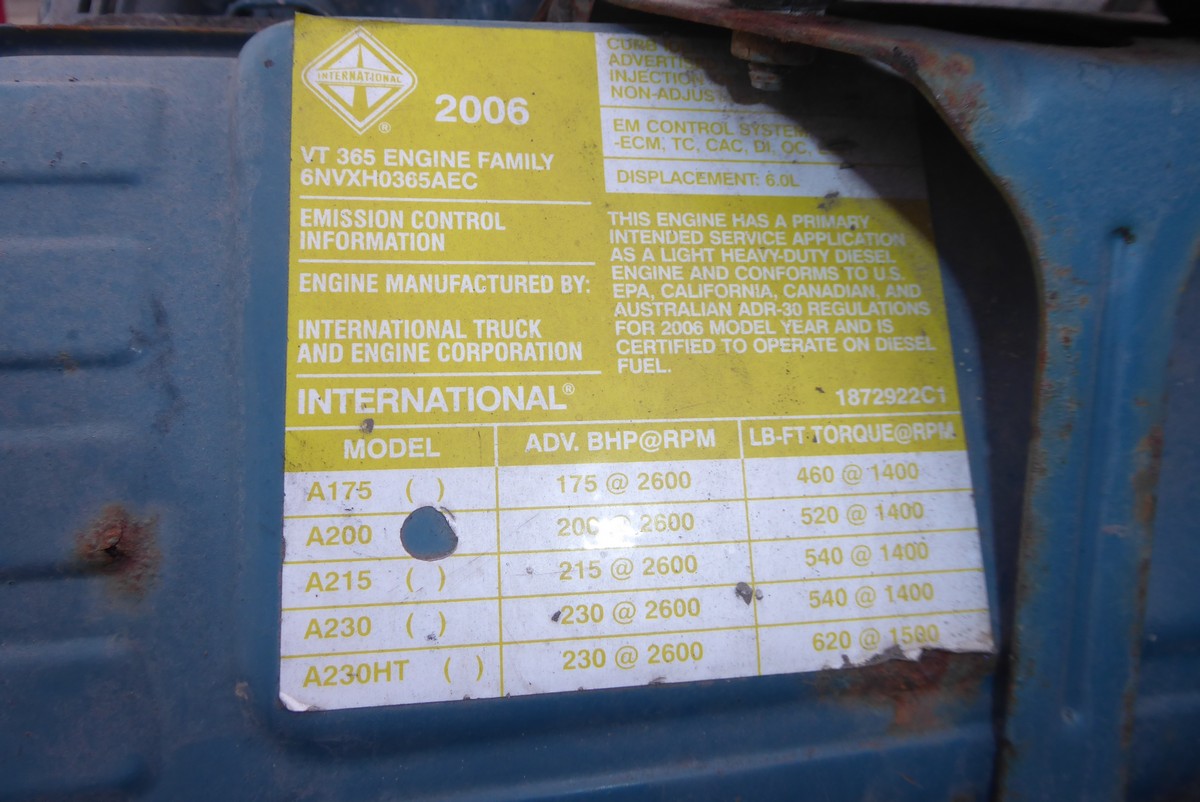 INTERNATIONAL
®
2006
VT 365 ENGINE FAMILY
6NVXH0365AEC
EMISSION CONTROL
INFORMATION
ENGINE MANUFACTURED BY:
INTERNATIONAL TRUCK
AND ENGINE CORPORATION
INTERNATIONAL®
CURB
INJECTION
EM CONTROL SYSTEM
-ECM, TC, CAC, DI, OC,
DISPLACEMENT: 6.0L
THIS ENGINE HAS A PRIMARY
INTENDED SERVICE APPLICATION
AS A LIGHT HEAVY-DUTY DIESEL
ENGINE AND CONFORMS TO U.S.
EPA, CALIFORNIA, CANADIAN, AND
AUSTRALIAN ADR-30 REGULATIONS
FOR 2006 MODEL YEAR AND IS
CERTIFIED TO OPERATE ON DIESEL
FUEL.
1872922C1
MODEL ADV. BHP@RPM LB-FT TORQUE@RPM
A175 ( ) 175 @ 2600 460 @ 1400
A200 200 @ 2600 520 @ 1400
A215 ( ) 215 @ 2600 540 @ 1400
A230 ( ) 230 @ 2600 540 @ 1400
A230HT ( ) 230 @ 2600 620 @ 1500